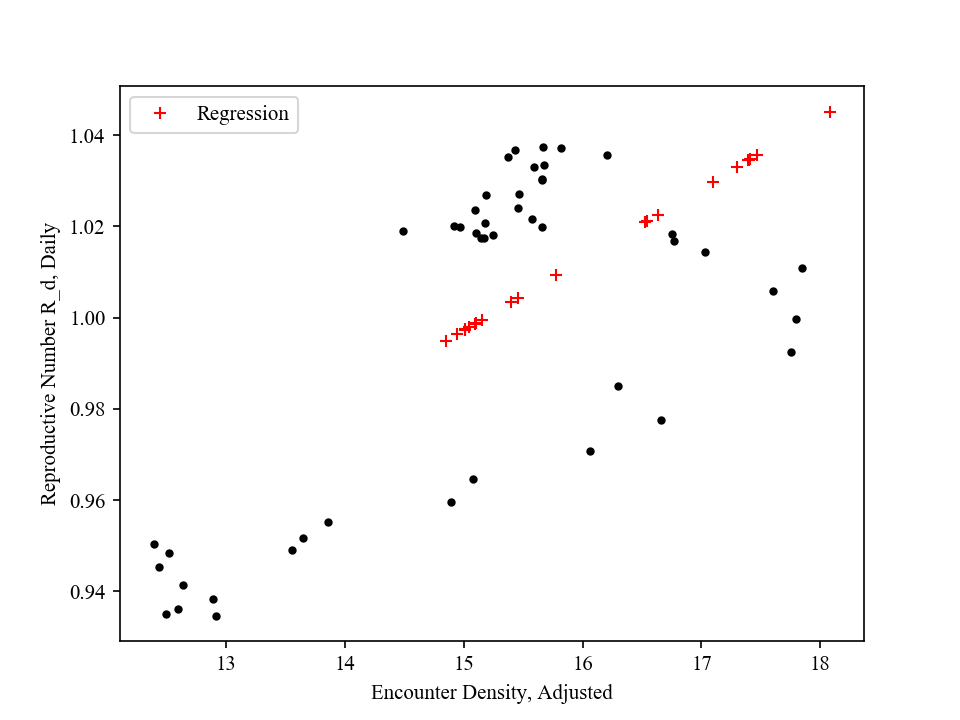 Regression
1.04
1.02
1.00
0.98
0.96
0.94
Reproductive Number R_d, Daily
13 14 15 16 17 18
Encounter Density, Adjusted